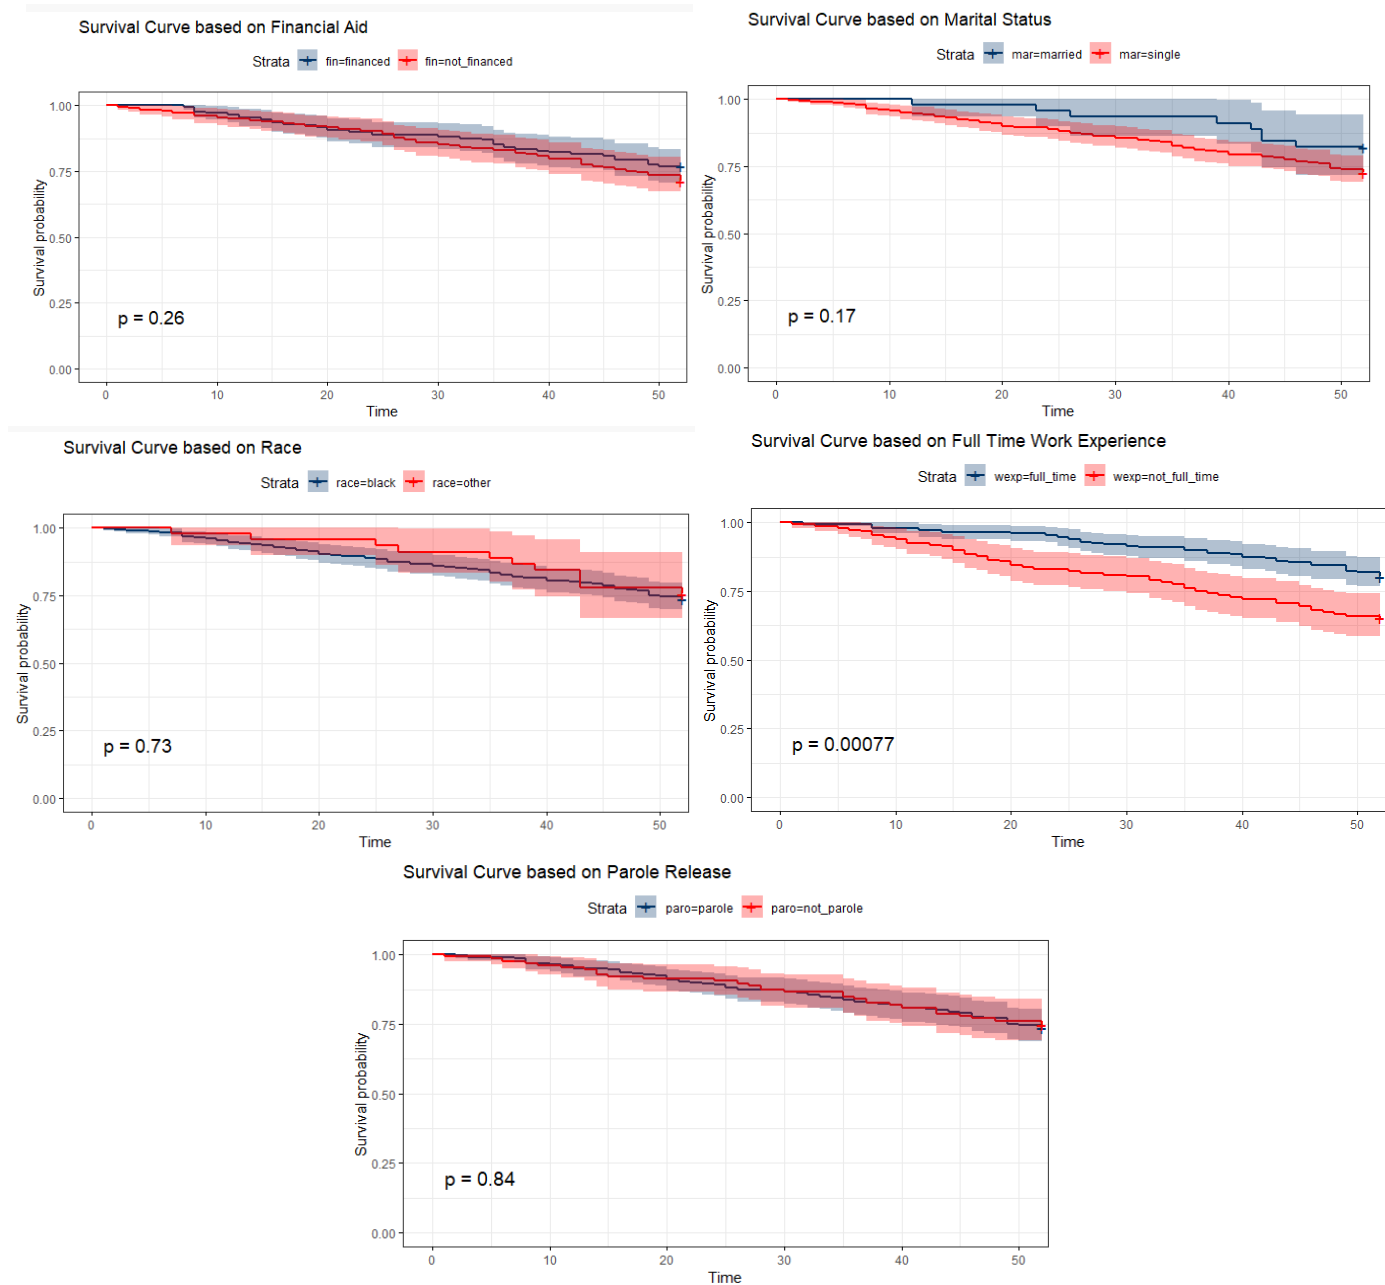 Survival Curve based on Financial Aid
Strata fin=financed fin=not_financed
1.00
0.75
0.50
0.25
0.00
Survival probability
p = 0.26
0 10 20 30 40 50
Time
Survival Curve based on Marital Status
Strata mar=married mar=single
1.00
0.75
0.50
0.25
0.00
Survival probability
p = 0.17
0 10 20 30 40 50
Time
Survival Curve based on Race
Strata race=black race=other
1.00
0.75
0.50
0.25
0.00
Survival probability
p = 0.73
0 10 20 30 40 50
Time
Survival Curve based on Full Time Work Experience
Strata wexp=full_time wexp=not_full_time
1.00
0.75
0.50
0.25
0.00
Survival probability
p = 0.00077
0 10 20 30 40 50
Time
Survival Curve based on Parole Release
Strata paro=parole paro=not_parole
1.00
0.75
0.50
0.25
0.00
Survival probability
p = 0.84
0 10 20 30 40 50
Time